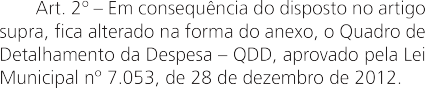 Art. 2º – Em consequência do disposto no artigo
supra, fica alterado na forma do anexo, o Quadro de
Detalhamento da Despesa – QDD, aprovado pela Lei
Municipal nº 7.053, de 28 de dezembro de 2012.